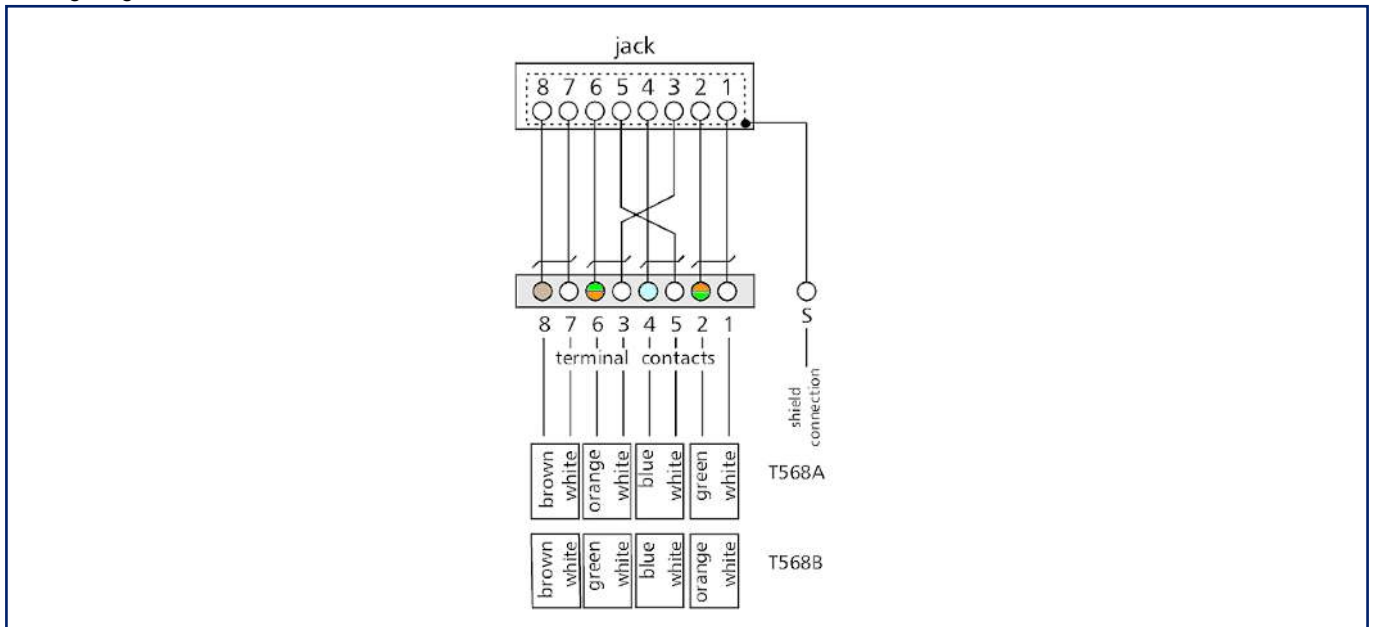 jack
8 7 6 5 4 3 2 1
S
8 7 6 3 4 5 2 1
terminal contacts
shield
connection
brown white orange white blue white green white T568A
brown white green white blue white orange white T568B